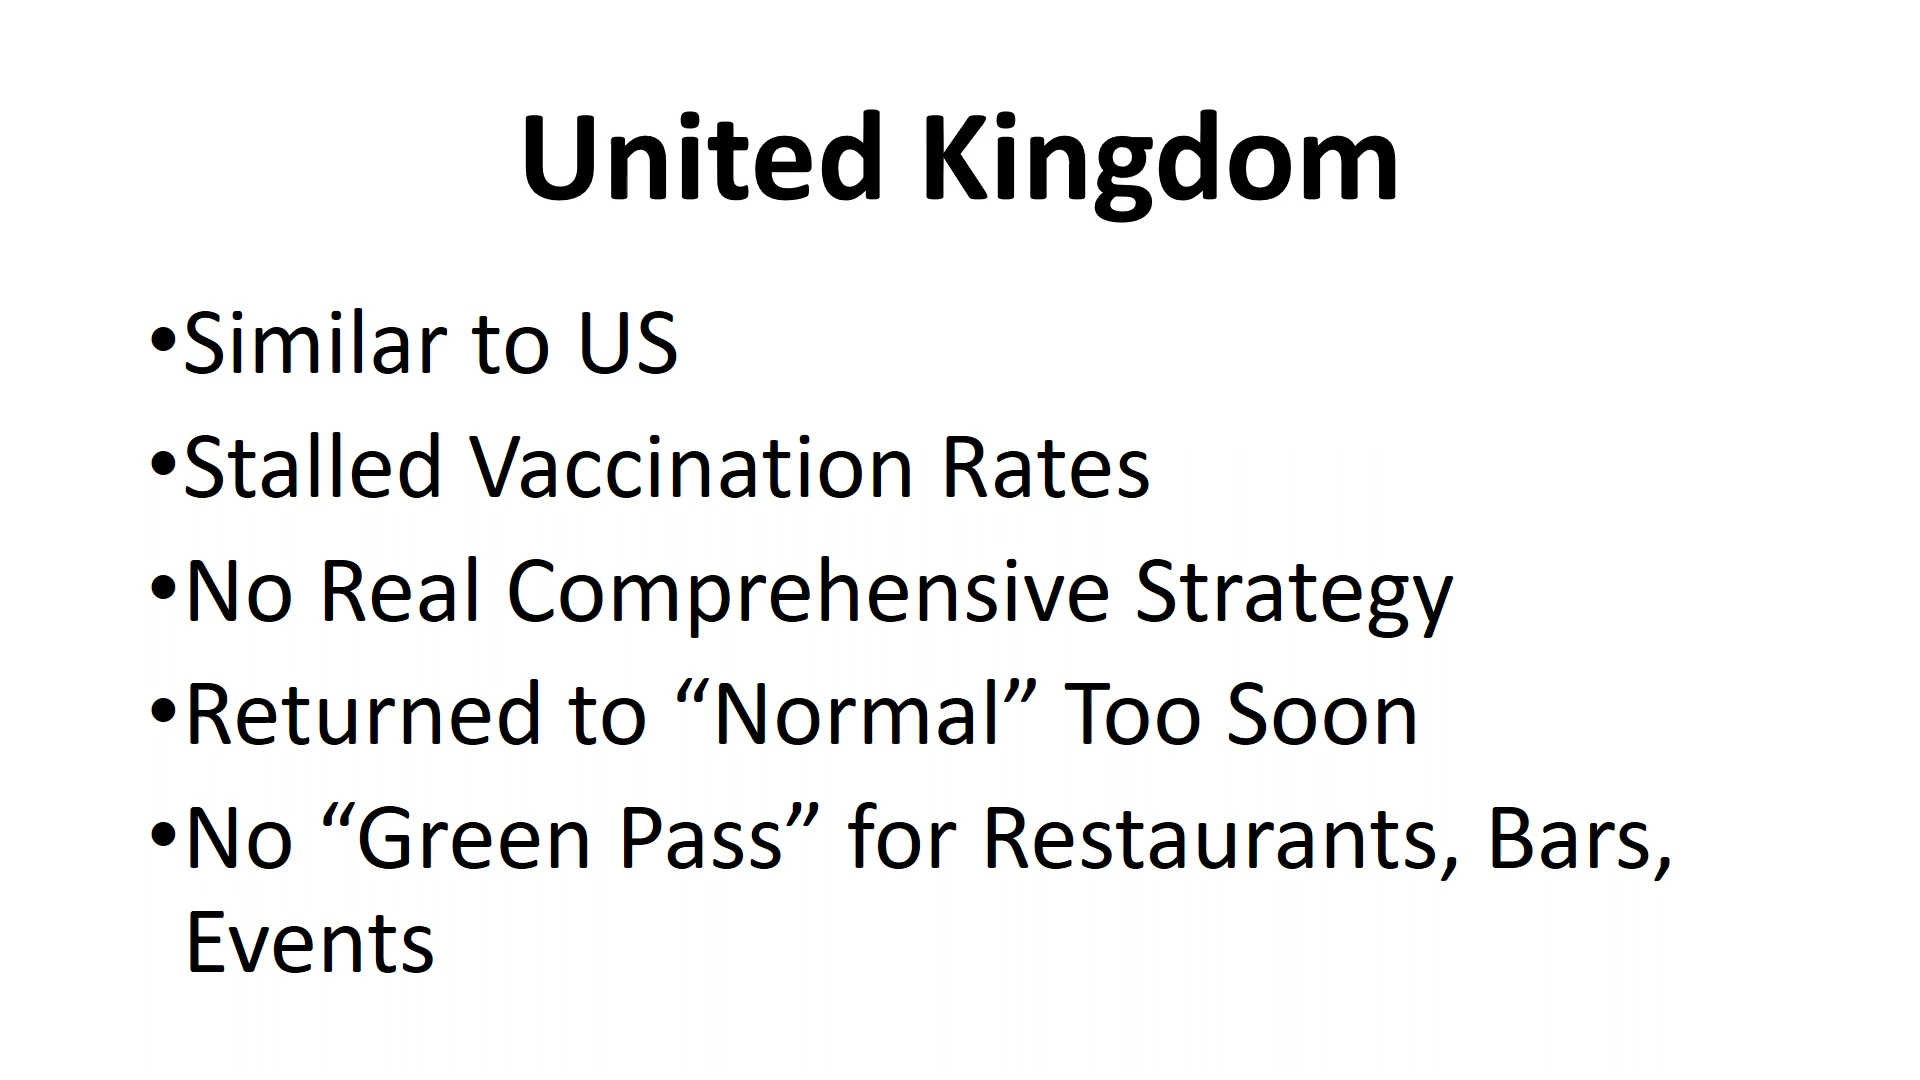 United Kingdom
•Similar to US
•Stalled Vaccination Rates
•No Real Comprehensive Strategy
•Returned to “Normal” Too Soon
•No “Green Pass” for Restaurants, Bars,
Events